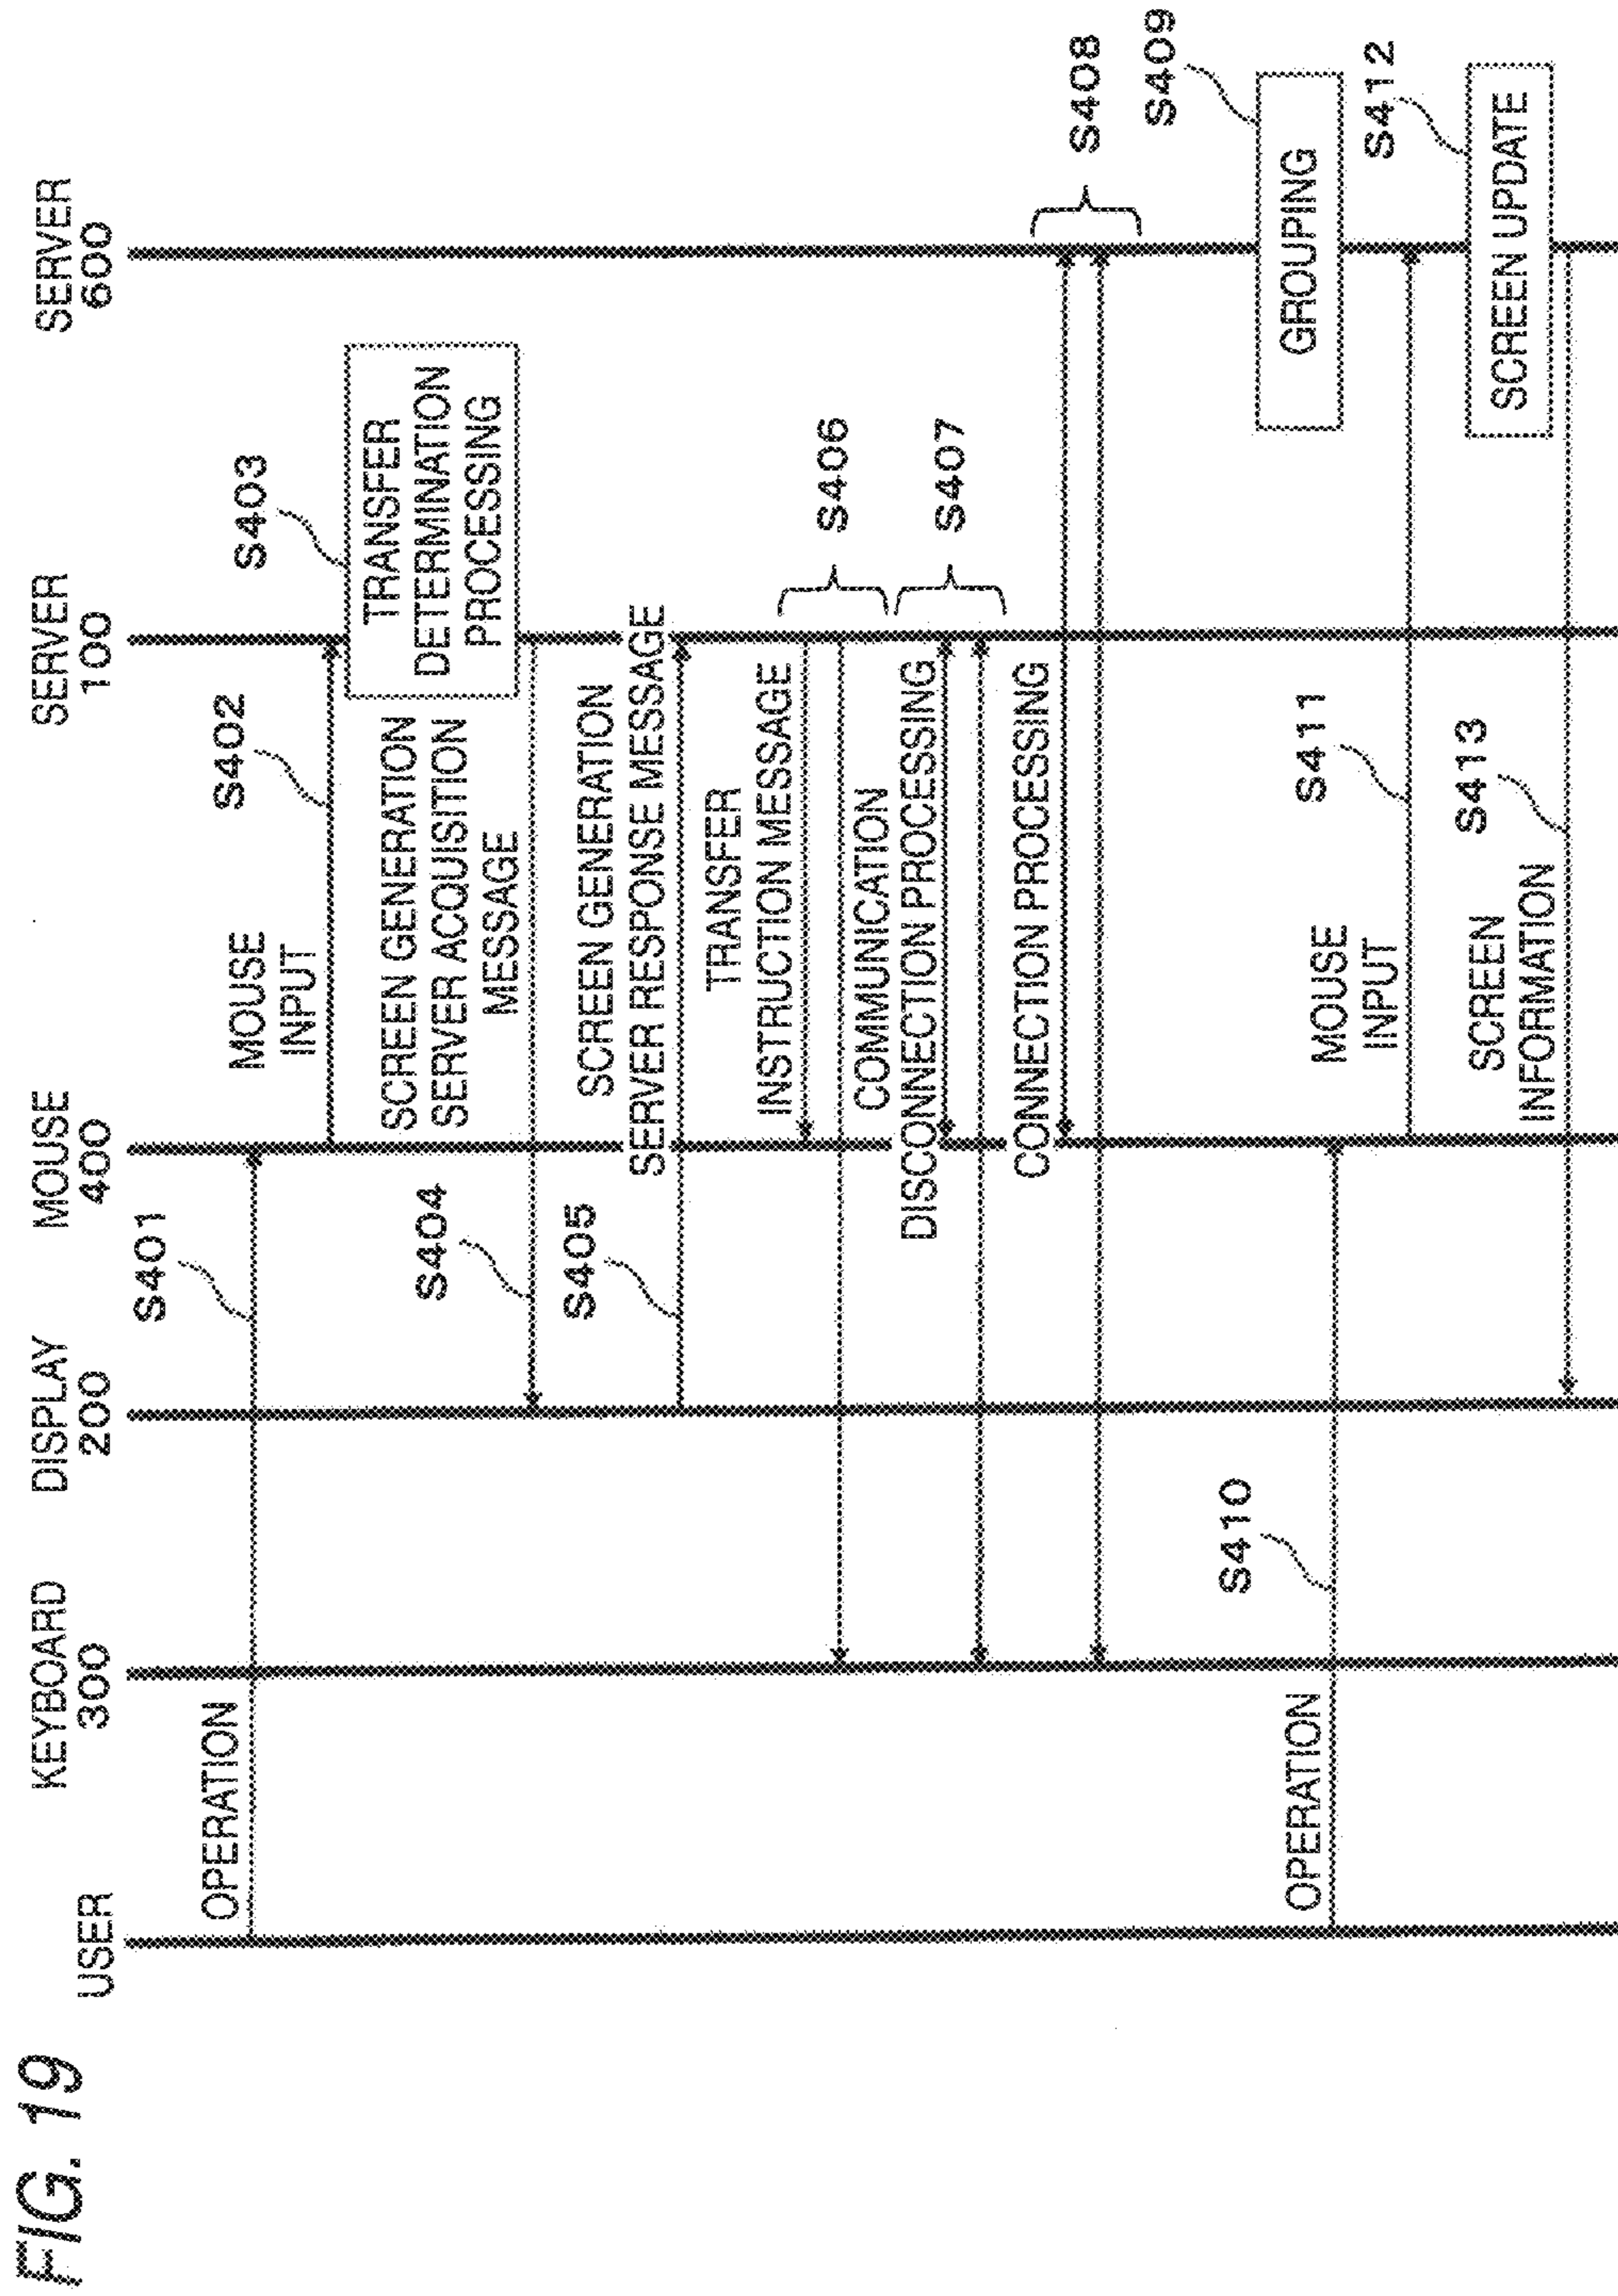 FIG. 19
USER
KEYBOARD
300
DISPLAY
200
MOUSE
400
SERVER
100
SERVER
600
OPERATION
S401
MOUSE
INPUT
S402
S403
TRANSFER
DETERMINATION
PROCESSING
SCREEN GENERATION
SERVER ACQUISITION
MESSAGE
S404
SCREEN GENERATION
SERVER RESPONSE MESSAGE
S405
TRANSFER
INSTRUCTION MESSAGE
S406
COMMUNICATION
DISCONNECTION PROCESSING
S407
CONNECTION PROCESSING
S408
S409
GROUPING
OPERATION
S410
MOUSE
INPUT
S411
S412
SCREEN UPDATE
SCREEN
INFORMATION
S413